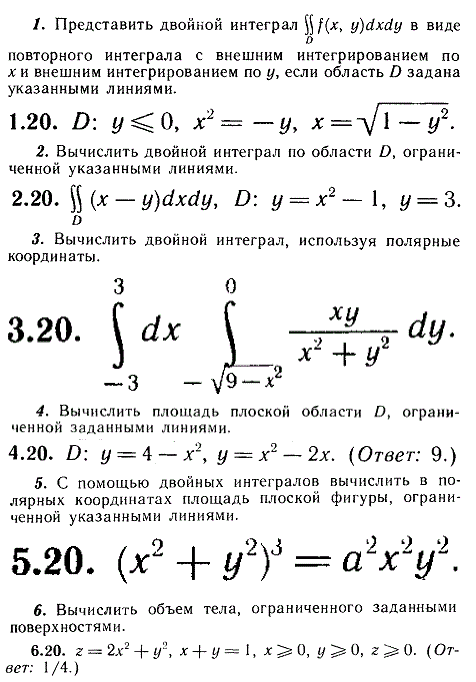 1. Представить двойной интеграл ∬ f(x, y)dxdy в виде
D
повторного интеграла с внешним интегрированием по
x и внешним интегрированием по y, если область D задана
указанными линиями.
1.20. D: y ⩽ 0, x² = −y, x = √(1 − y²).
2. Вычислить двойной интеграл по области D, ограни-
ченной указанными линиями.
2.20. ∬ (x − y)dxdy, D: y = x² − 1, y = 3.
D
3. Вычислить двойной интеграл, используя полярные
координаты.
3 0
3.20. ∫ dx ∫ xy/(x² + y²) dy.
−3 −√(9 − x²)
4. Вычислить площадь плоской области D, ограни-
ченной заданными линиями.
4.20. D: y = 4 − x², y = x² − 2x. (Ответ: 9.)
5. С помощью двойных интегралов вычислить в по-
лярных координатах площадь плоской фигуры, ограни-
ченной указанными линиями.
5.20. (x² + y²)³ = a²x²y².
6. Вычислить объем тела, ограниченного заданными
поверхностями.
6.20. z = 2x² + y², x + y = 1, x ⩾ 0, y ⩾ 0, z ⩾ 0. (От-
вет: 1/4.)